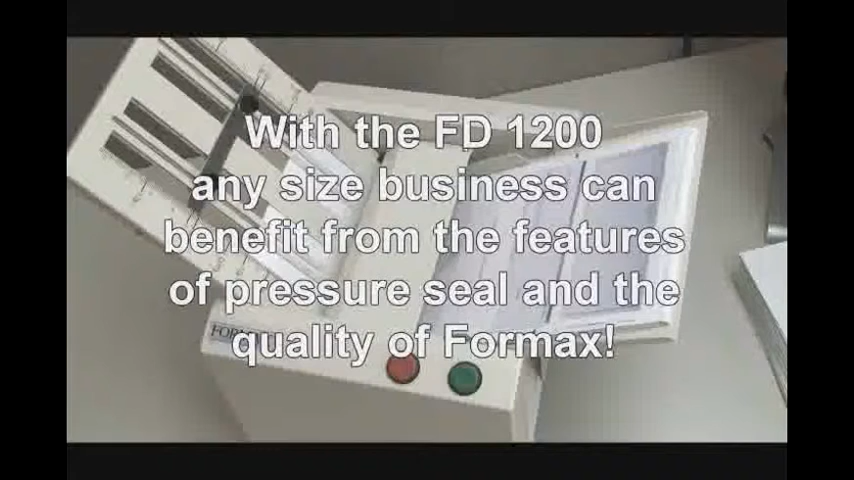 With the FD 1200
any size business can
benefit from the features
of pressure seal and the
quality of Formax!